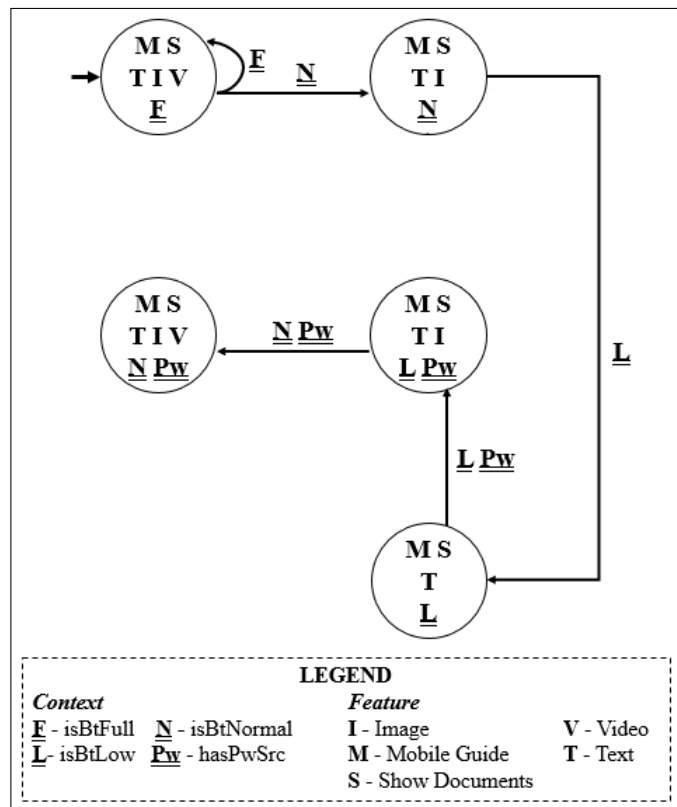 M S
T I V
F
F
N
M S
T I
N
M S
T I V
N Pw
N Pw
M S
T I
L Pw
L
L Pw
M S
T
L
LEGEND
Context
Feature
F - isBtFull N - isBtNormal
I - Image
V - Video
L - isBtLow Pw - hasPwSrc
M - Mobile Guide
T - Text
S - Show Documents